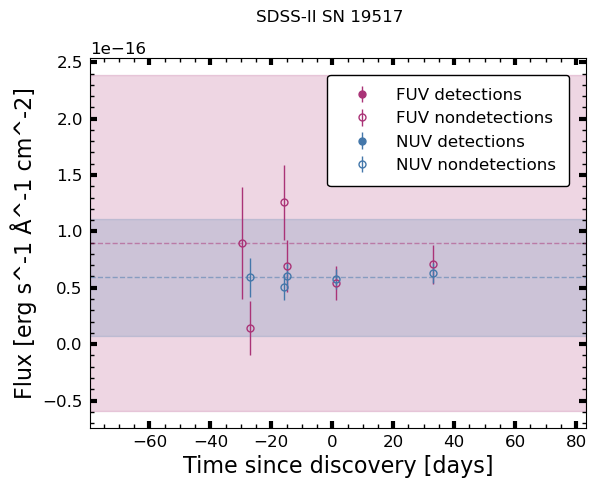 SDSS-II SN 19517
1e−16
2.5
2.0
1.5
1.0
0.5
0.0
−0.5
Flux [erg s^-1 Å^-1 cm^-2]
FUV detections
FUV nondetections
NUV detections
NUV nondetections
−60 −40 −20 0 20 40 60 80
Time since discovery [days]